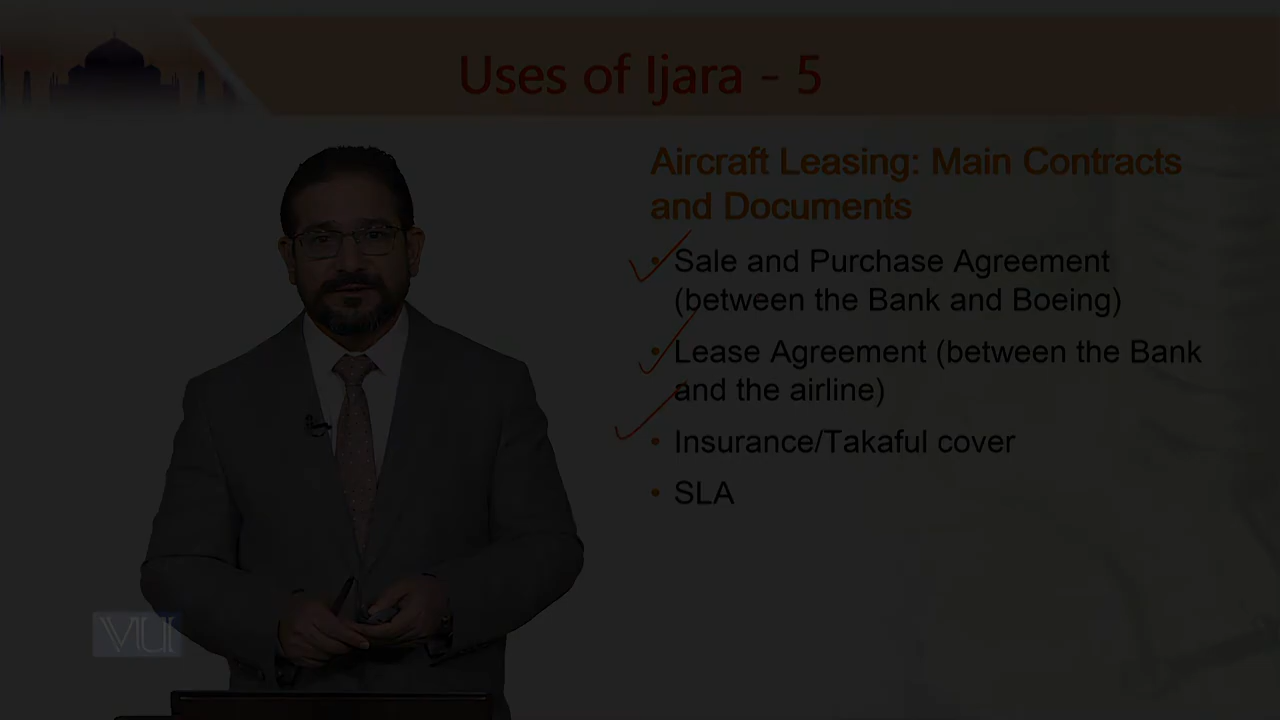 Uses of Ijara - 5
Aircraft Leasing: Main Contracts
and Documents
• Sale and Purchase Agreement
(between the Bank and Boeing)
• Lease Agreement (between the Bank
and the airline)
• Insurance/Takaful cover
• SLA
VU